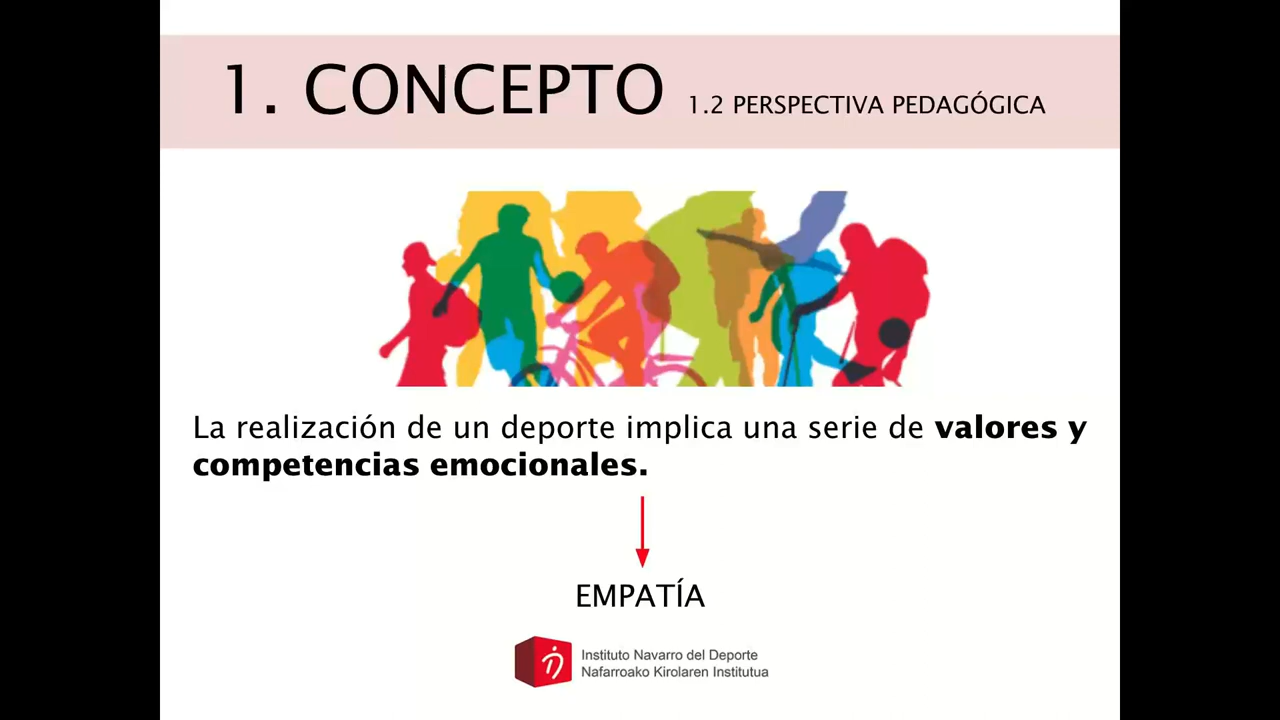 1. CONCEPTO 1.2 PERSPECTIVA PEDAGÓGICA
La realización de un deporte implica una serie de valores y
competencias emocionales.
EMPATÍA
Instituto Navarro del Deporte
Nafarroako Kirolaren Institutua